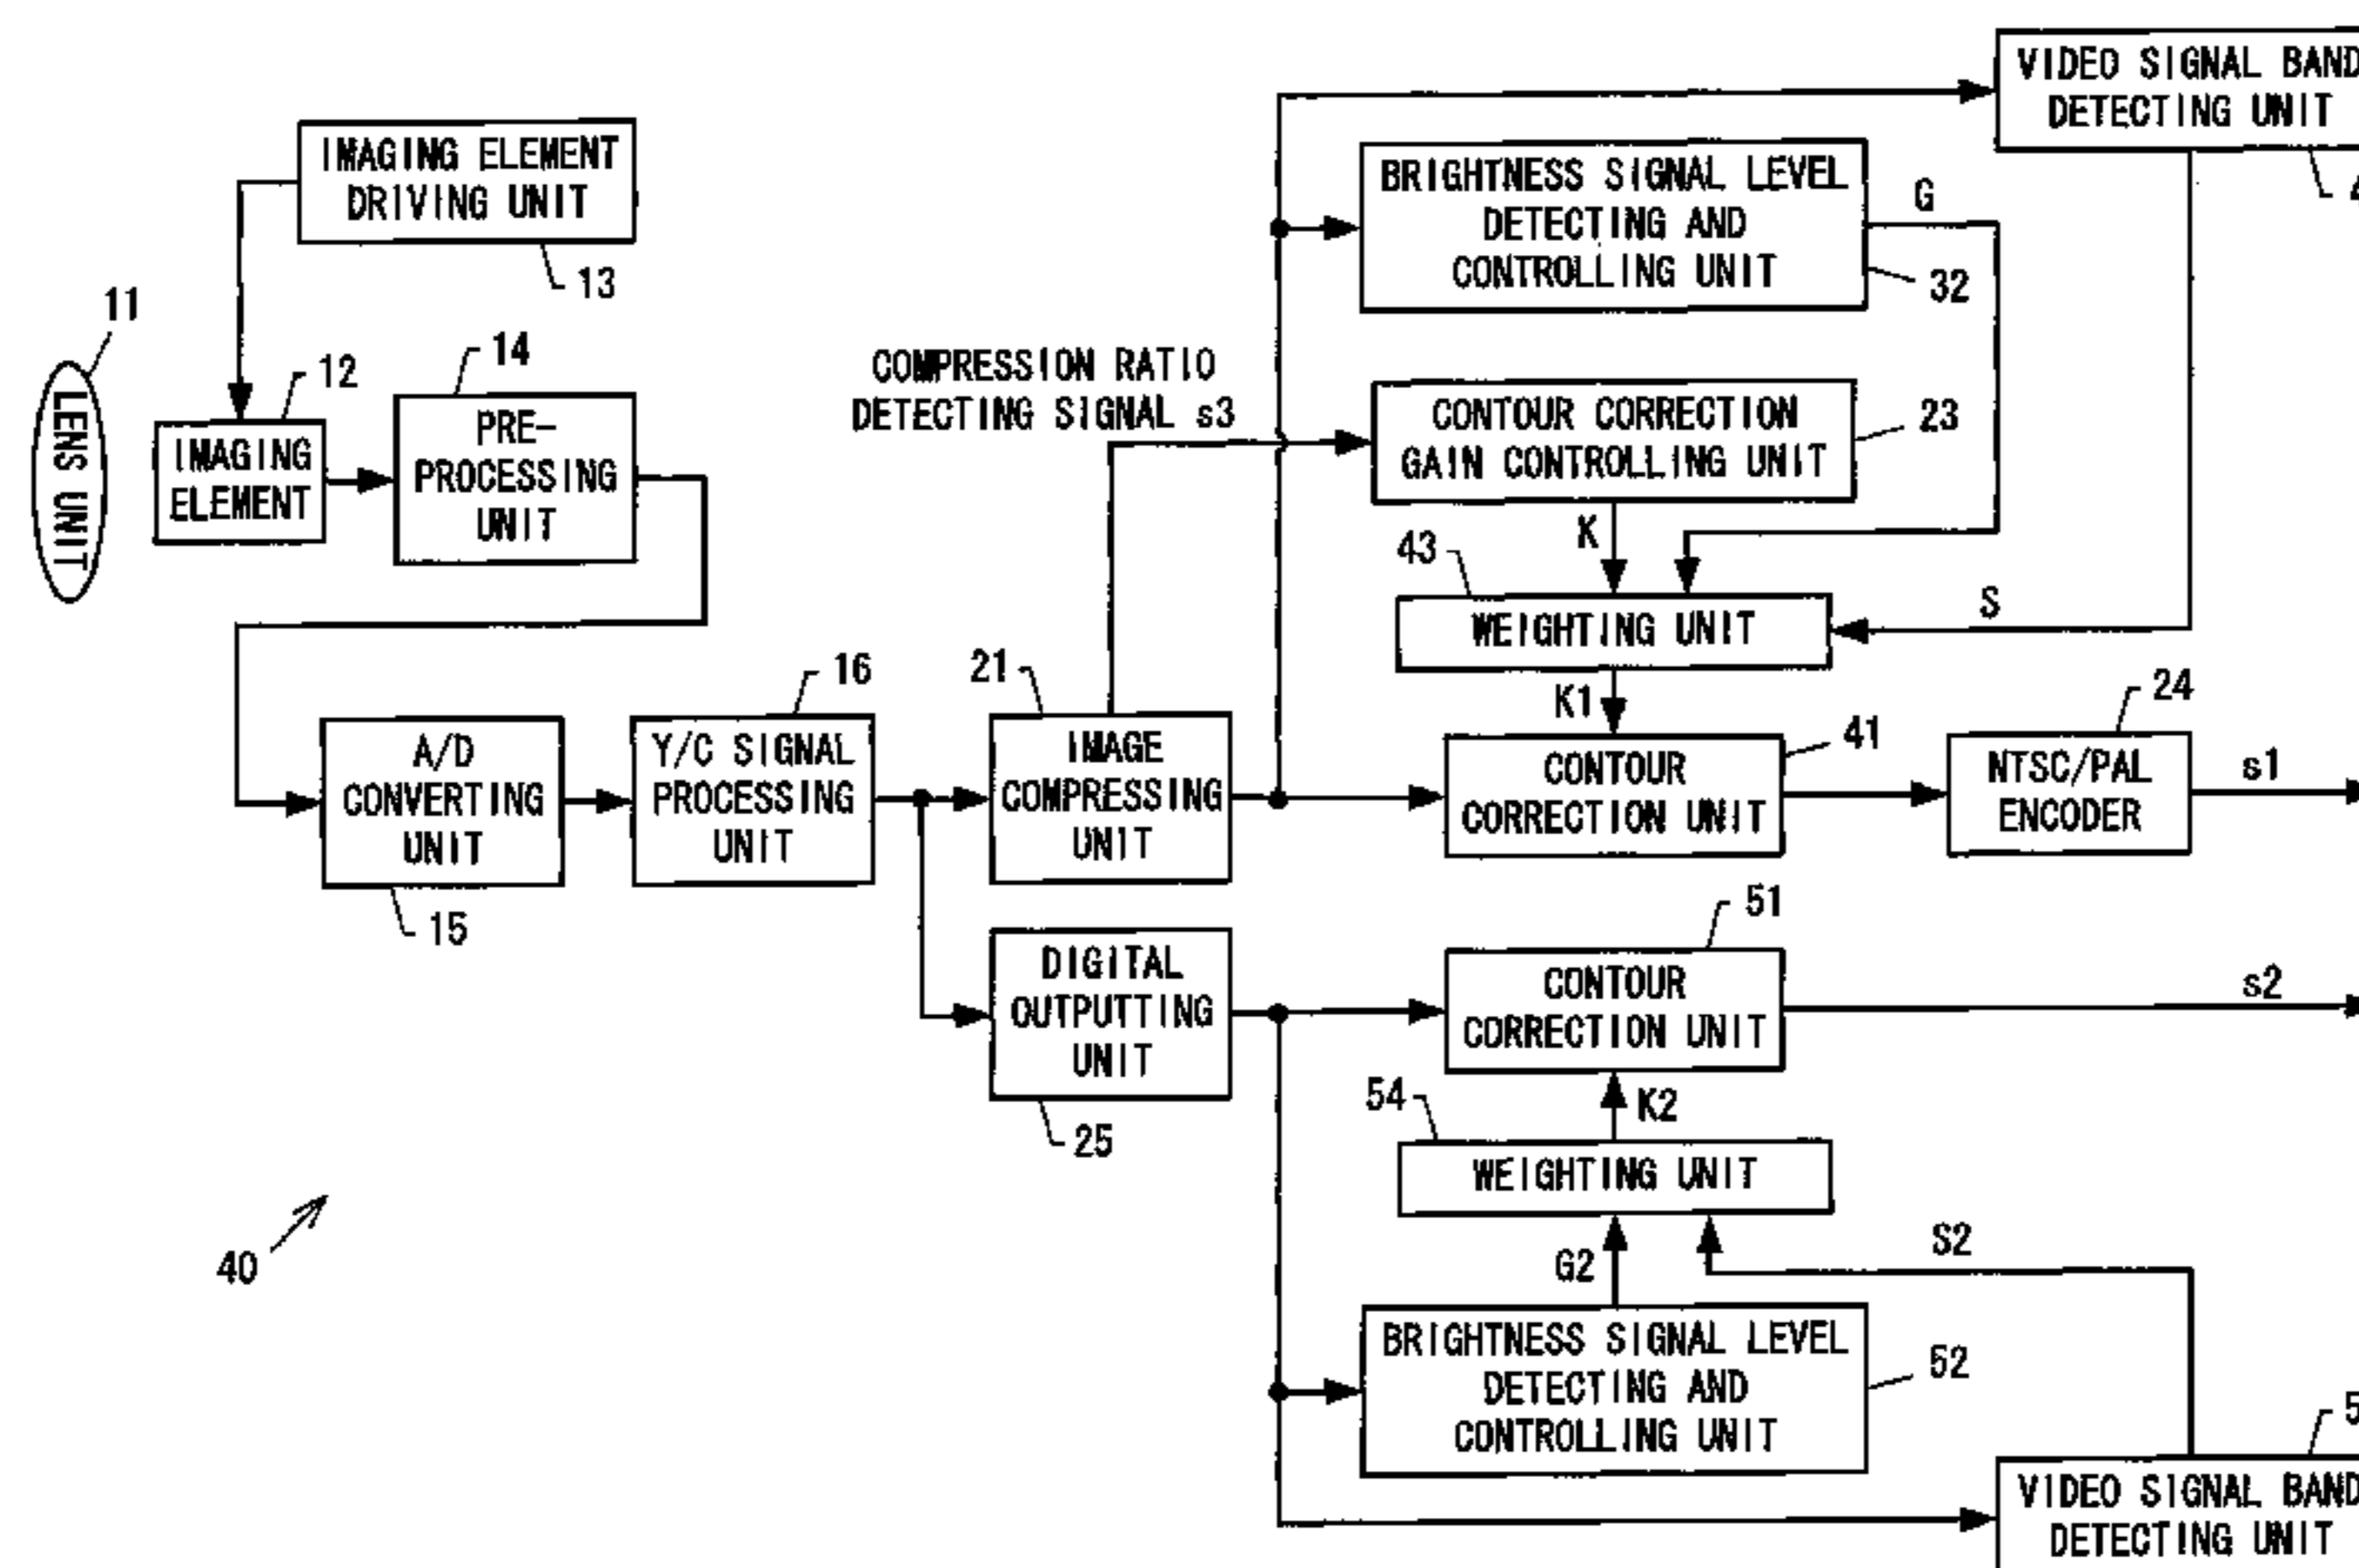 VIDEO SIGNAL BAND
DETECTING UNIT
IMAGING ELEMENT
DRIVING UNIT
13
BRIGHTNESS SIGNAL LEVEL
DETECTING AND
CONTROLLING UNIT
G
32
11
LENS UNIT
12
IMAGING
ELEMENT
14
PRE-
PROCESSING
UNIT
COMPRESSION RATIO
DETECTING SIGNAL s3
CONTOUR CORRECTION
GAIN CONTROLLING UNIT
23
K
43
WEIGHTING UNIT
S
K1
16
21
24
A/D
CONVERTING
UNIT
15
Y/C SIGNAL
PROCESSING
UNIT
IMAGE
COMPRESSING
UNIT
CONTOUR
CORRECTION UNIT
41
NTSC/PAL
ENCODER
s1
DIGITAL
OUTPUTTING
UNIT
25
51
CONTOUR
CORRECTION UNIT
s2
K2
54
WEIGHTING UNIT
S2
G2
40
BRIGHTNESS SIGNAL LEVEL
DETECTING AND
CONTROLLING UNIT
52
VIDEO SIGNAL BAND
DETECTING UNIT